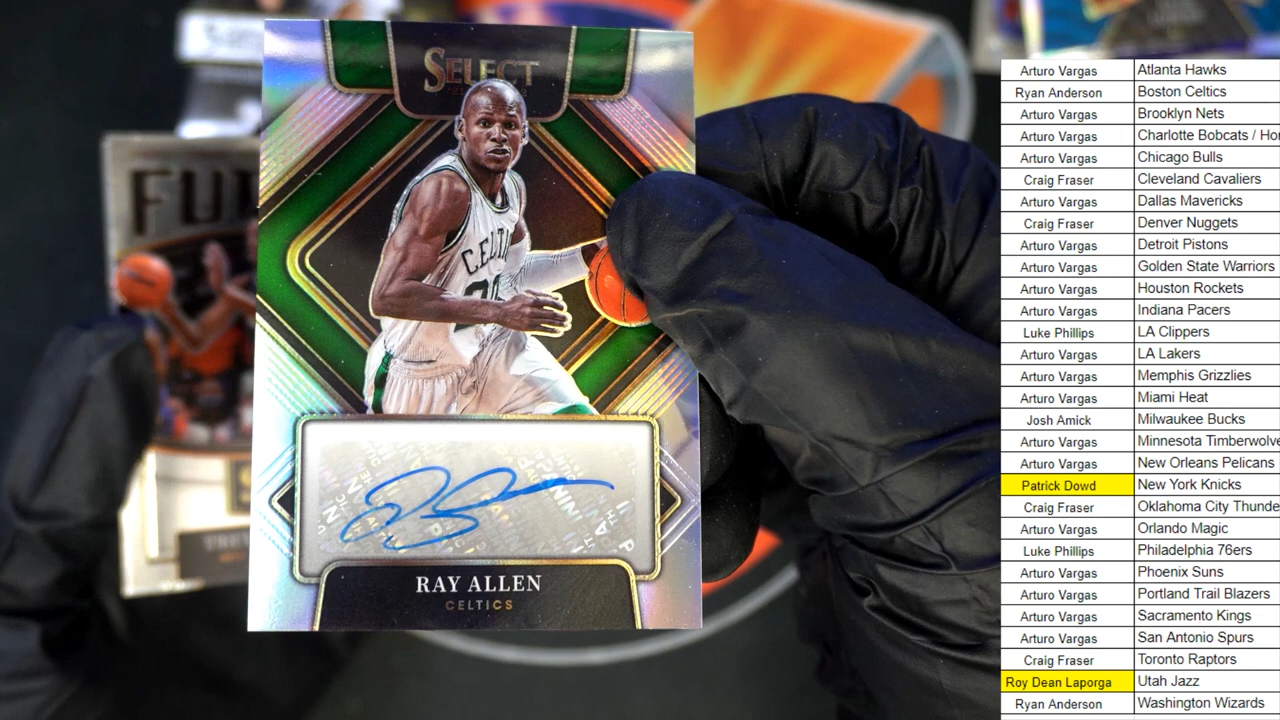 SELECT
CELTI
20
RAY ALLEN
CELTICS
FU
TRE
Arturo Vargas Atlanta Hawks
Ryan Anderson Boston Celtics
Arturo Vargas Brooklyn Nets
Arturo Vargas Charlotte Bobcats / Ho
Arturo Vargas Chicago Bulls
Craig Fraser Cleveland Cavaliers
Arturo Vargas Dallas Mavericks
Craig Fraser Denver Nuggets
Arturo Vargas Detroit Pistons
Arturo Vargas Golden State Warriors
Arturo Vargas Houston Rockets
Arturo Vargas Indiana Pacers
Luke Phillips LA Clippers
Arturo Vargas LA Lakers
Arturo Vargas Memphis Grizzlies
Arturo Vargas Miami Heat
Josh Amick Milwaukee Bucks
Arturo Vargas Minnesota Timberwolve
Arturo Vargas New Orleans Pelicans
Patrick Dowd New York Knicks
Craig Fraser Oklahoma City Thunde
Arturo Vargas Orlando Magic
Luke Phillips Philadelphia 76ers
Arturo Vargas Phoenix Suns
Arturo Vargas Portland Trail Blazers
Arturo Vargas Sacramento Kings
Arturo Vargas San Antonio Spurs
Craig Fraser Toronto Raptors
Roy Dean Laporga Utah Jazz
Ryan Anderson Washington Wizards